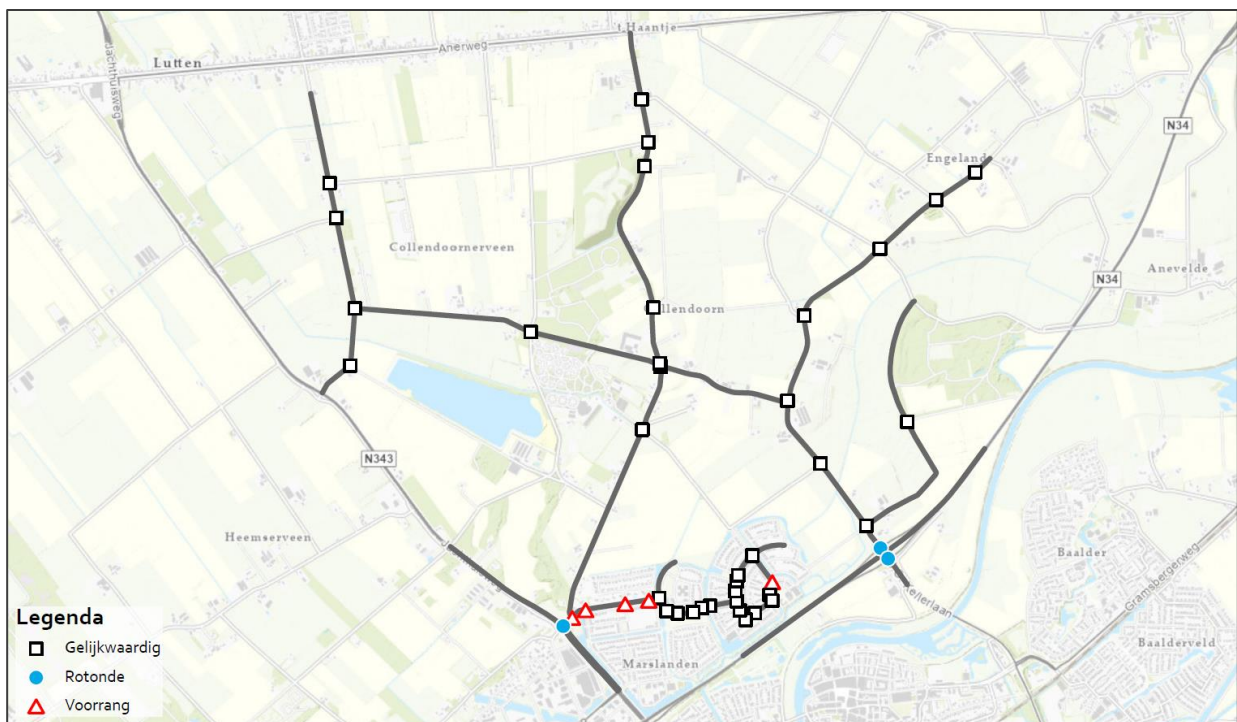 't Haantje
Anerweg
Lutten
Jachthuisweg
N34
Engeland
Collendoornerveen
N34
Anevelde
llendoorn
N343
Heemserveen
Baalder
Gramsbergerweg
Legenda
Gelijkwaardig
Rotonde
Voorrang
Marslanden
Baalderveld